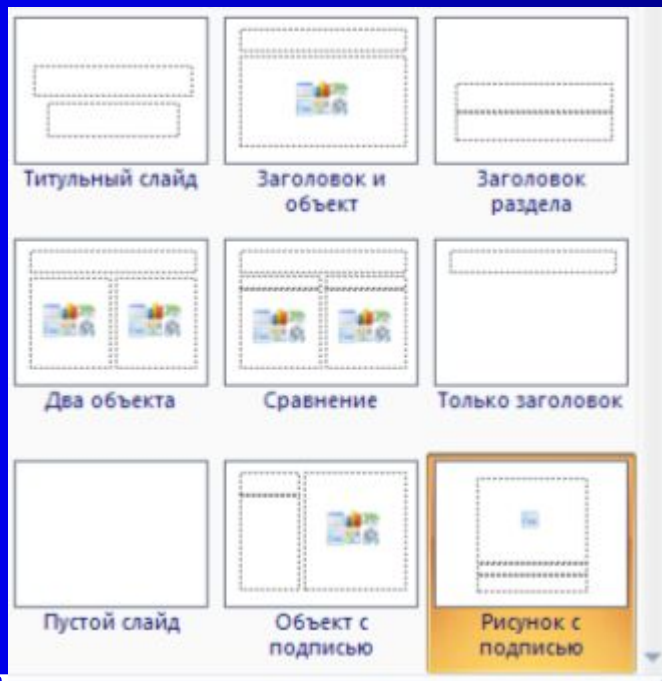 Титульный слайд
Заголовок и
объект
Заголовок
раздела
Два объекта
Сравнение
Только заголовок
Пустой слайд
Объект с
подписью
Рисунок с
подписью